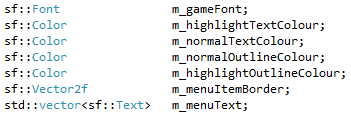 sf::Font m_gameFont;
sf::Color m_highlightTextColour;
sf::Color m_normalTextColour;
sf::Color m_normalOutlineColour;
sf::Color m_highlightOutlineColour;
sf::Vector2f m_menuItemBorder;
std::vector<sf::Text> m_menuText;